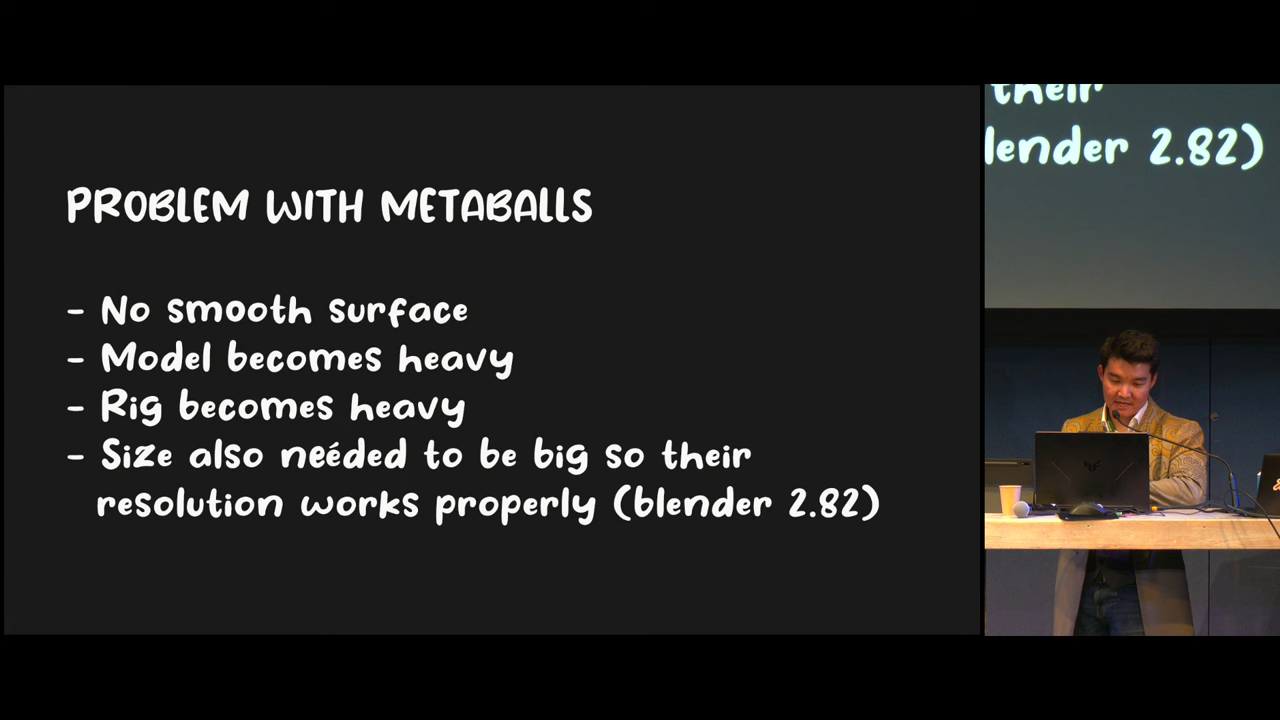 PROBLEM WITH METABALLS
- No smooth surface
- Model becomes heavy
- Rig becomes heavy
- Size also neéded to be big so their
resolution works properly (blender 2.82)
their
lender 2.82)